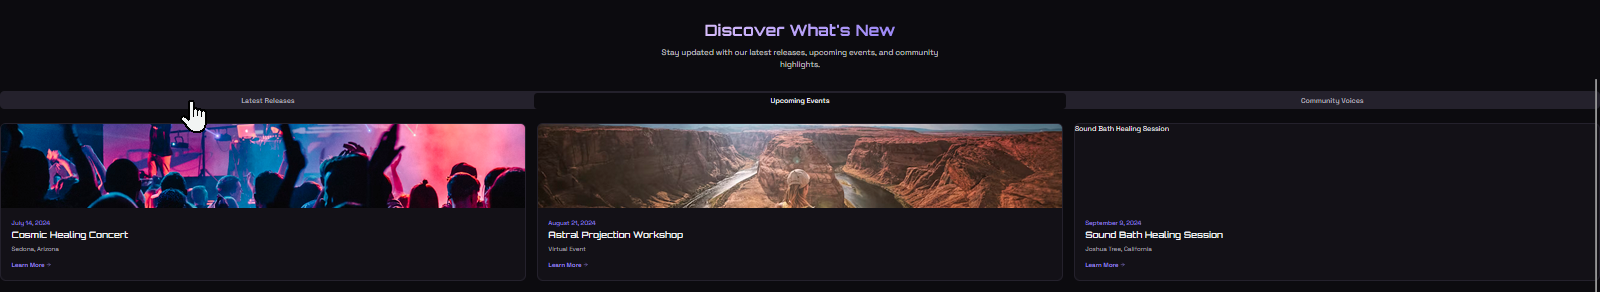 Discover What's New
Stay updated with our latest releases, upcoming events, and community
highlights.
Latest Releases
Upcoming Events
Community Voices
Sound Bath Healing Session
July 14, 2024
Cosmic Healing Concert
Sedona, Arizona
Learn More →
August 21, 2024
Astral Projection Workshop
Virtual Event
Learn More →
September 9, 2024
Sound Bath Healing Session
Joshua Tree, California
Learn More →